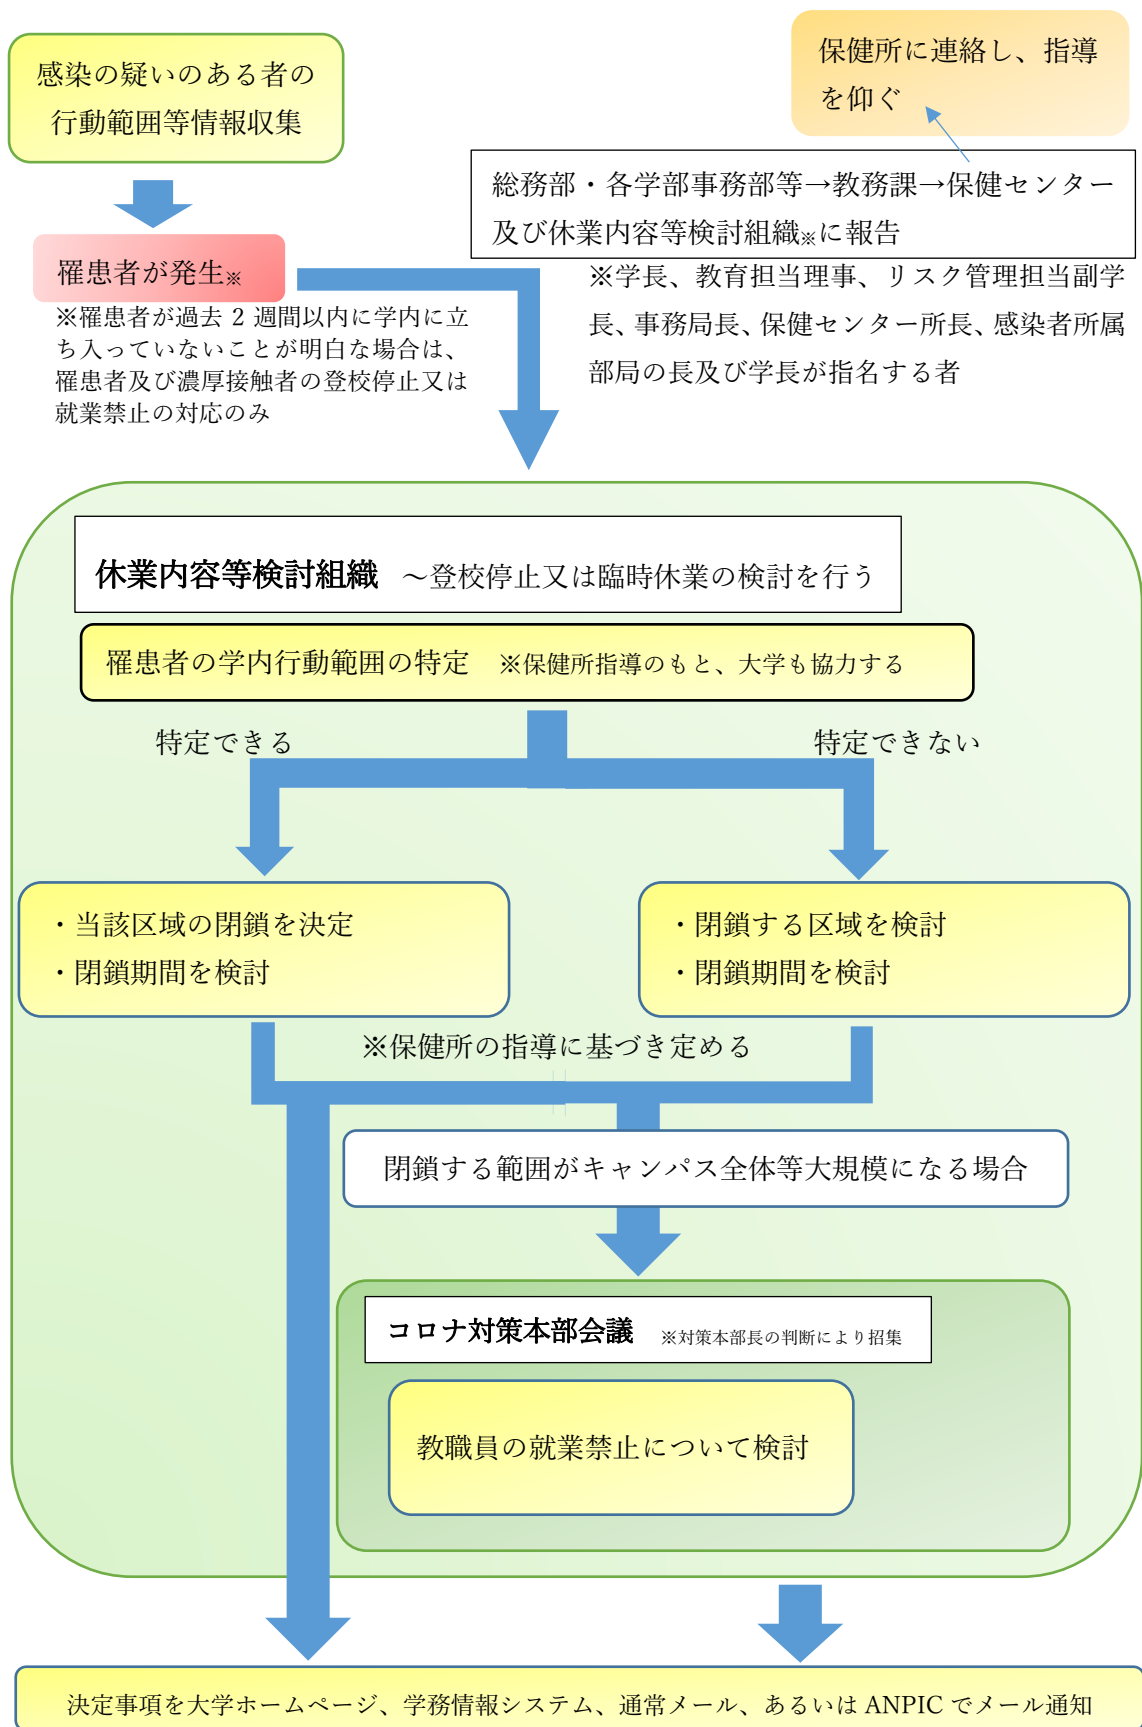 感染の疑いのある者の
行動範囲等情報収集
保健所に連絡し、指導
を仰ぐ
総務部・各学部事務部等→教務課→保健センター
及び休業内容等検討組織※に報告
罹患者が発生※
※罹患者が過去 2 週間以内に学内に立
ち入っていないことが明白な場合は、
罹患者及び濃厚接触者の登校停止又は
就業禁止の対応のみ
※学長、教育担当理事、リスク管理担当副学
長、事務局長、保健センター所長、感染者所属
部局の長及び学長が指名する者
休業内容等検討組織 ～登校停止又は臨時休業の検討を行う
罹患者の学内行動範囲の特定 ※保健所指導のもと、大学も協力する
特定できる
特定できない
・当該区域の閉鎖を決定
・閉鎖期間を検討
・閉鎖する区域を検討
・閉鎖期間を検討
※保健所の指導に基づき定める
閉鎖する範囲がキャンパス全体等大規模になる場合
コロナ対策本部会議 ※対策本部長の判断により招集
教職員の就業禁止について検討
決定事項を大学ホームページ、学務情報システム、通常メール、あるいは ANPIC でメール通知